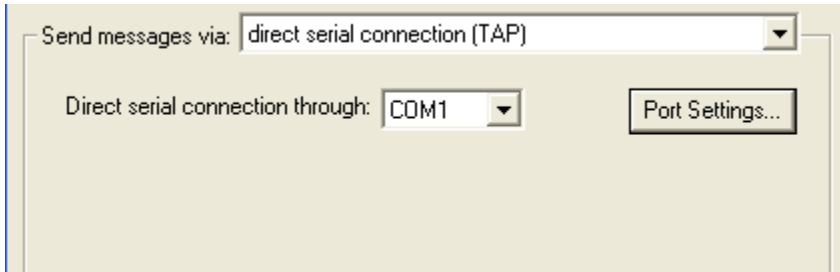 Send messages via: direct serial connection (TAP)
Direct serial connection through: COM1 Port Settings...